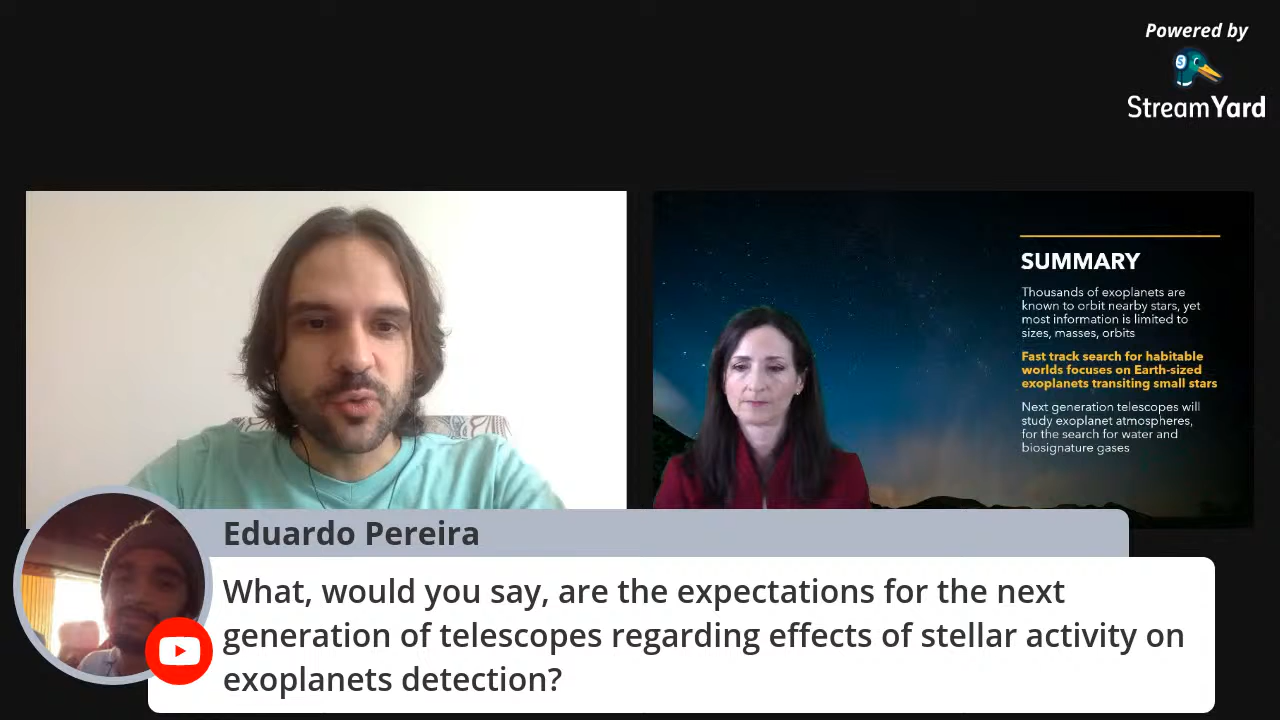 Powered by
S
StreamYard
SUMMARY
Thousands of exoplanets are
known to orbit nearby stars, yet
most information is limited to
sizes, masses, orbits
Fast track search for habitable
worlds focuses on Earth-sized
exoplanets transiting small stars
Next generation telescopes will
study exoplanet atmospheres,
for the search for water and
biosignature gases
Eduardo Pereira
What, would you say, are the expectations for the next
generation of telescopes regarding effects of stellar activity on
exoplanets detection?